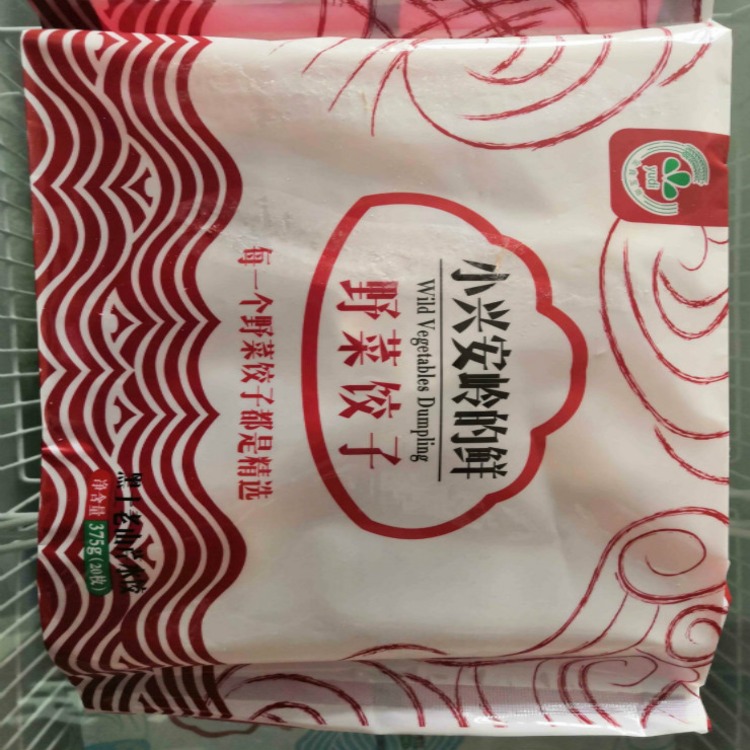 yudi
小兴安岭的鲜
Wild Vegetables Dumpling
野菜饺子
每一个野菜饺子都是精选
净含量 375g(20枚)